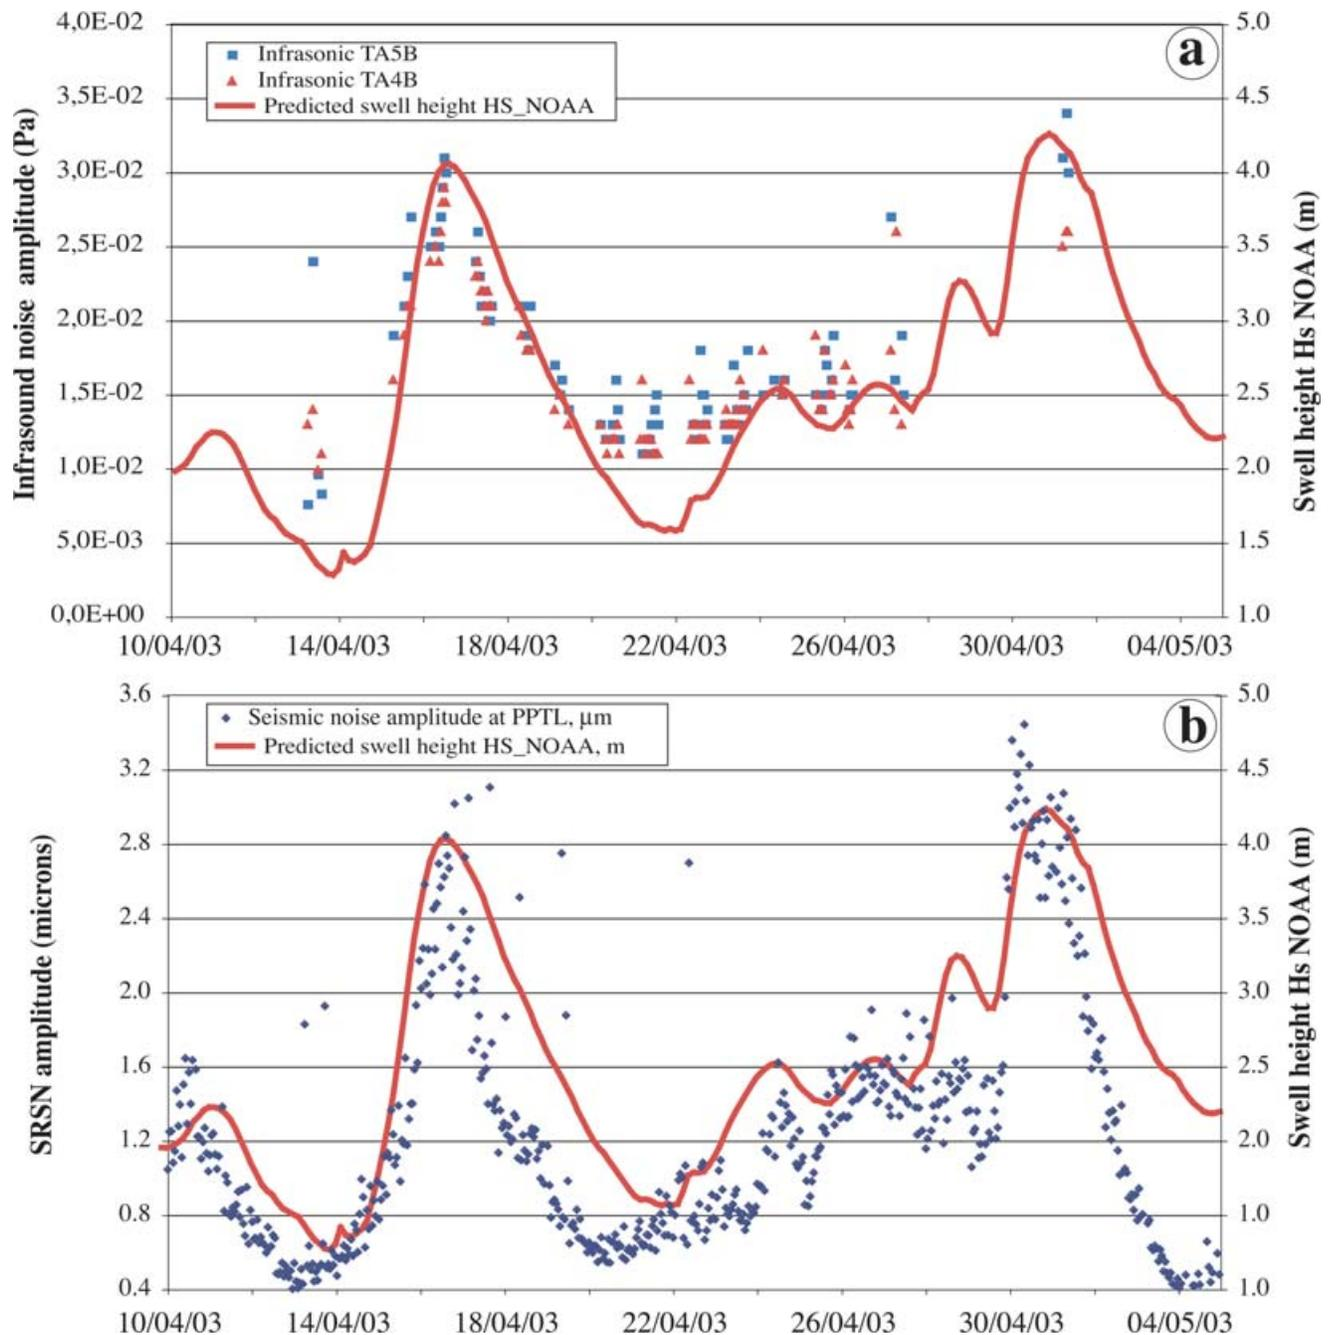 4,0E-02
3,5E-02
3,0E-02
2,5E-02
2,0E-02
1,5E-02
1,0E-02
5,0E-03
0,0E+00
Infrasound noise amplitude (Pa)
Infrasonic TA5B
Infrasonic TA4B
Predicted swell height HS_NOAA
a
5.0
4.5
4.0
3.5
3.0
2.5
2.0
1.5
1.0
Swell height Hs NOAA (m)
10/04/03 14/04/03 18/04/03 22/04/03 26/04/03 30/04/03 04/05/03
3.6
3.2
2.8
2.4
2.0
1.6
1.2
0.8
0.4
SRSN amplitude (microns)
Seismic noise amplitude at PPTL, µm
Predicted swell height HS_NOAA, m
b
5.0
4.5
4.0
3.5
3.0
2.5
2.0
1.0
1.0
Swell height Hs NOAA (m)
10/04/03 14/04/03 18/04/03 22/04/03 26/04/03 30/04/03 04/05/03